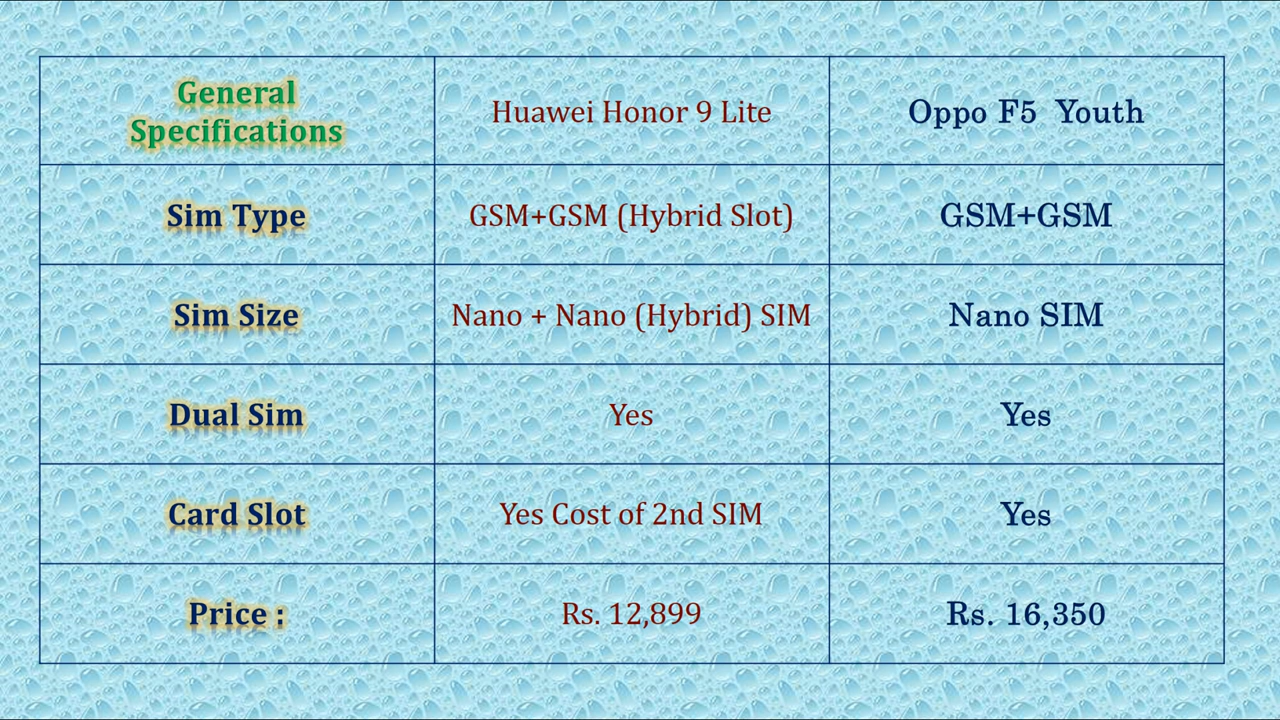 General
Specifications
Huawei Honor 9 Lite
Oppo F5  Youth
Sim Type
GSM+GSM (Hybrid Slot)
GSM+GSM
Sim Size
Nano + Nano (Hybrid) SIM
Nano SIM
Dual Sim
Yes
Yes
Card Slot
Yes Cost of 2nd SIM
Yes
Price :
Rs. 12,899
Rs. 16,350